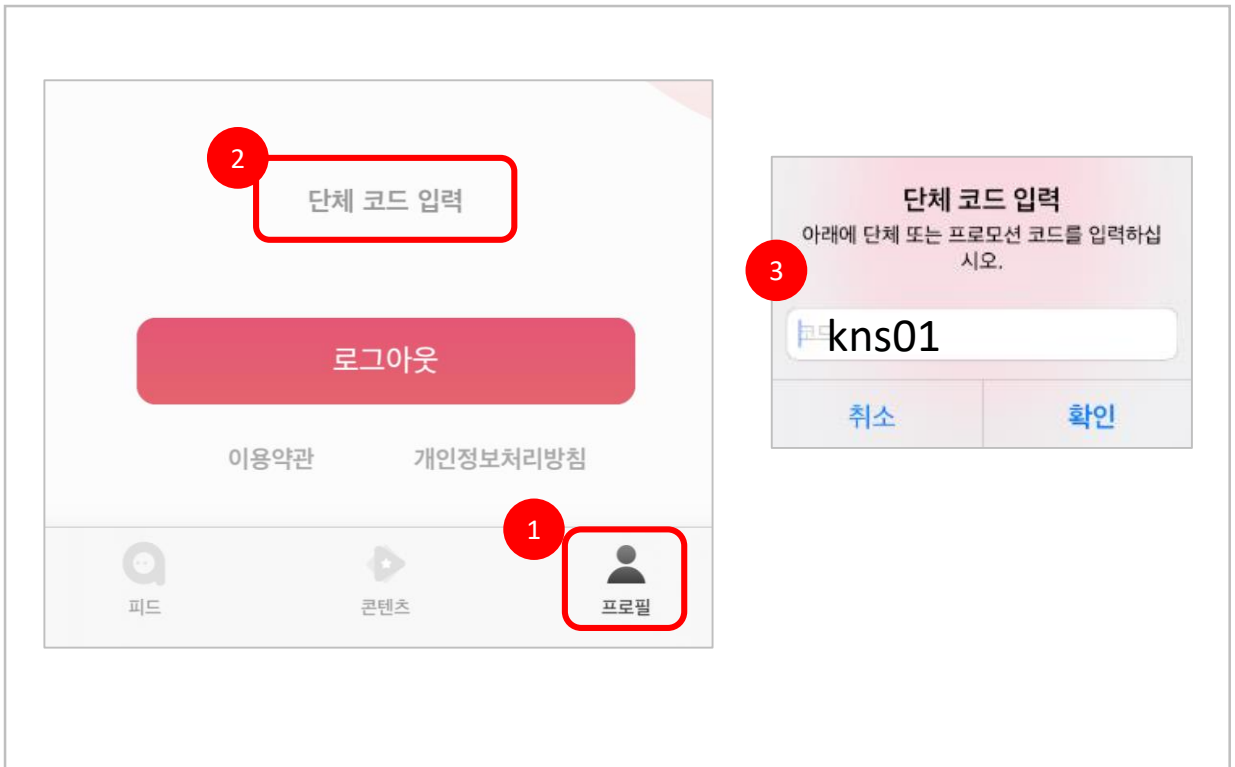 2
단체 코드 입력
로그아웃
이용약관 개인정보처리방침
1
피드 콘텐츠 프로필
단체 코드 입력
아래에 단체 또는 프로모션 코드를 입력하십
시오.
3
코드 kns01
취소 확인